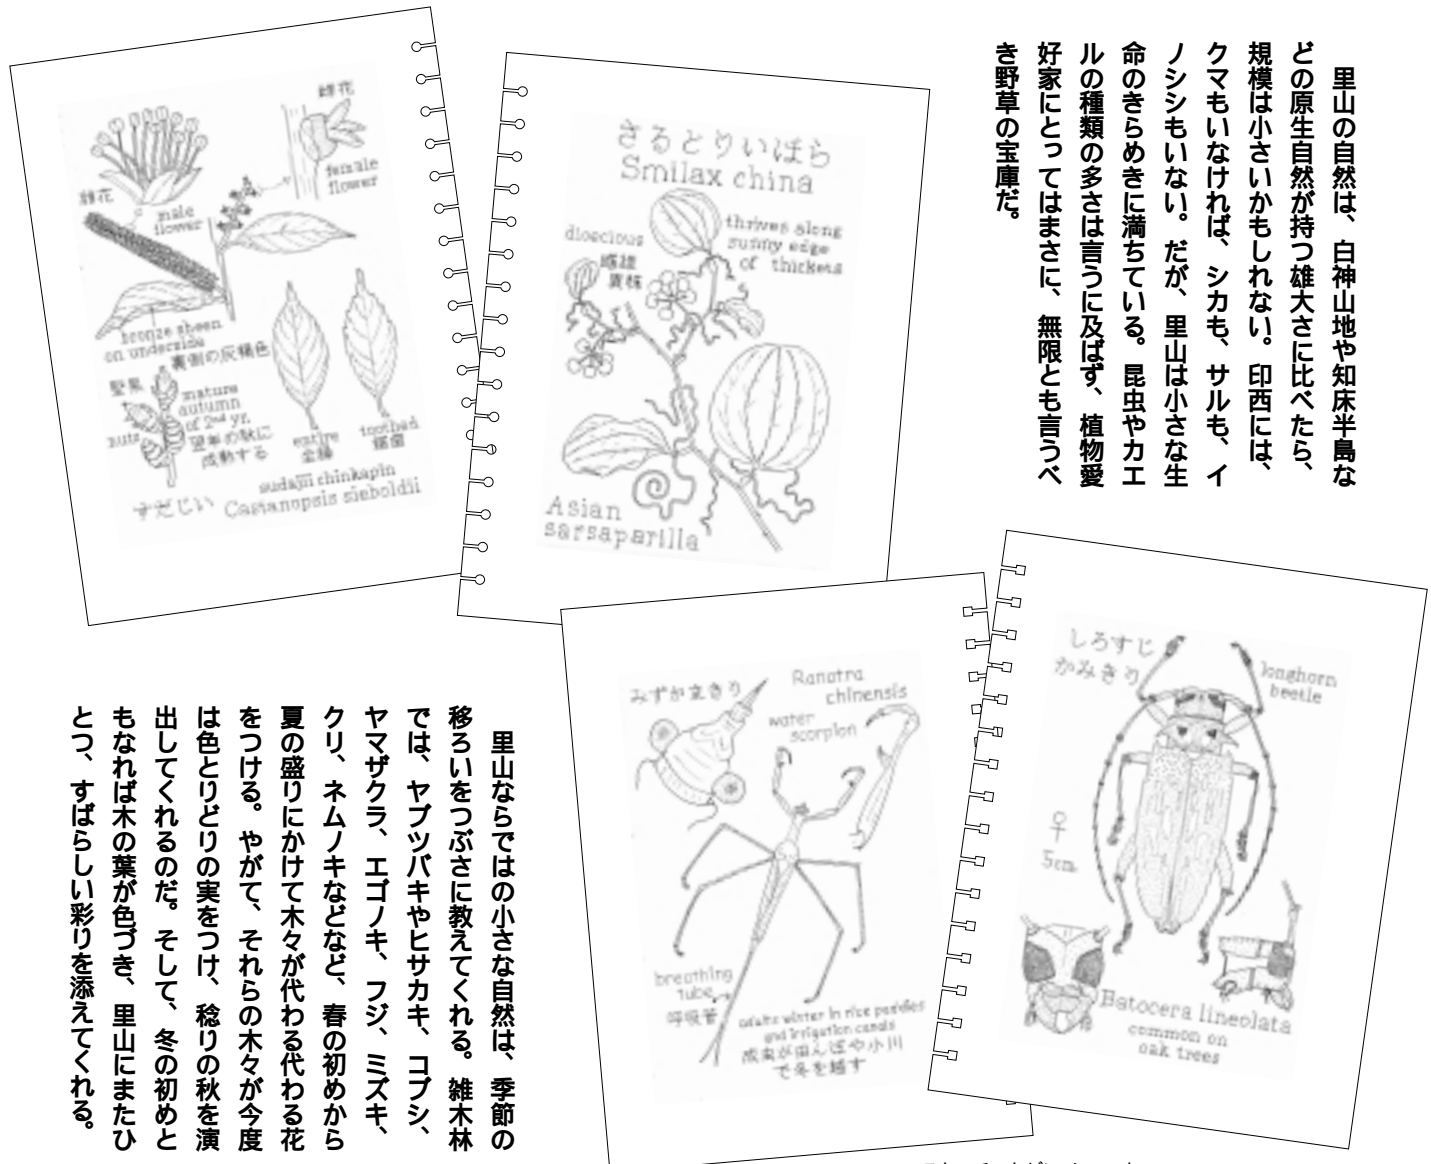 里山の自然は、白神山地や知床半島な
どの原生自然が持つ雄大さに比べたら、
規模は小さいかもしれない。印西には、
クマもいなければ、シカも、サルも、イ
ノシシもいない。だが、里山は小さな生
命のきらめきに満ちている。昆虫やカエ
ルの種類の多さは言うに及ばず、植物愛
好家にとってはまさに、無限とも言うべ
き野草の宝庫だ。
さるとりいばら
Smilax china
thrives along
sunny edge
of thickets
dioecious
雌雄
異株
Asian
sarsaparilla
雌花
female
flower
雄花
male
flower
bronze sheen
on underside
裏側の灰褐色
堅果
nuts
mature
autumn
of 2nd yr.
翌年の秋に
成熟する
entire
全縁
toothed
鋸歯
sudajii chinkapin
すだじい Castanopsis sieboldii
しろすじ
かみきり
longhorn
beetle
♀
5cm
Batocera lineolata
common on
oak trees
みずかまきり
Ranatra
chinensis
water
scorpion
breathing
tube
呼吸管
adults winter in rice paddies
and irrigation canals
成虫が田んぼや小川
で冬を越す
里山ならではの小さな自然は、季節の
移ろいをつぶさに教えてくれる。雑木林
では、ヤブツバキやヒサカキ、コブシ、
ヤマザクラ、エゴノキ、フジ、ミズキ、
クリ、ネムノキなどなど、春の初めから
夏の盛りにかけて木々が代わる代わる花
をつける。やがて、それらの木々が今度
は色とりどりの実をつけ、稔りの秋を演
出してくれるのだ。そして、冬の初めと
もなれば木の葉が色づき、里山にまたひ
とつ、すばらしい彩りを添えてくれる。